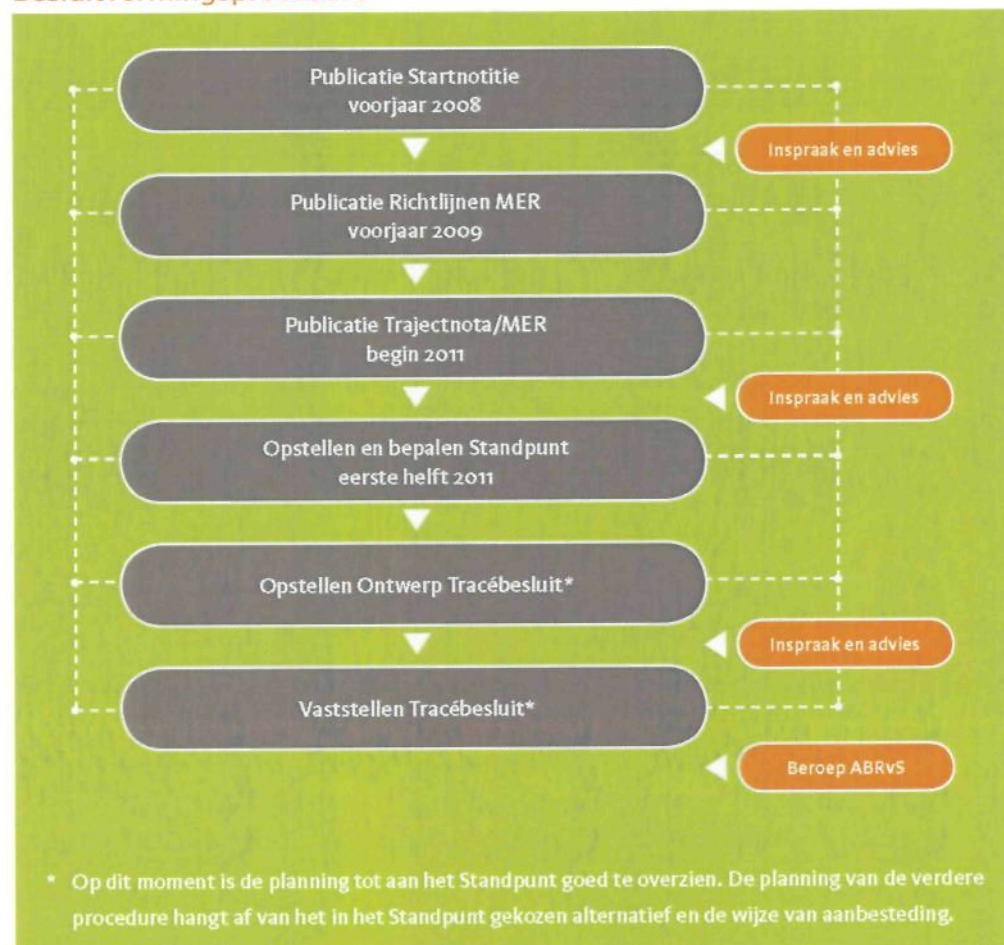 Publicatie Startnotitie
voorjaar 2008
Inspraak en advies
Publicatie Richtlijnen MER
voorjaar 2009
Publicatie Trajectnota/MER
begin 2011
Inspraak en advies
Opstellen en bepalen Standpunt
eerste helft 2011
Opstellen Ontwerp Tracébesluit*
Inspraak en advies
Vaststellen Tracébesluit*
Beroep ABRvS
* Op dit moment is de planning tot aan het Standpunt goed te overzien. De planning van de verdere
procedure hangt af van het in het Standpunt gekozen alternatief en de wijze van aanbesteding.